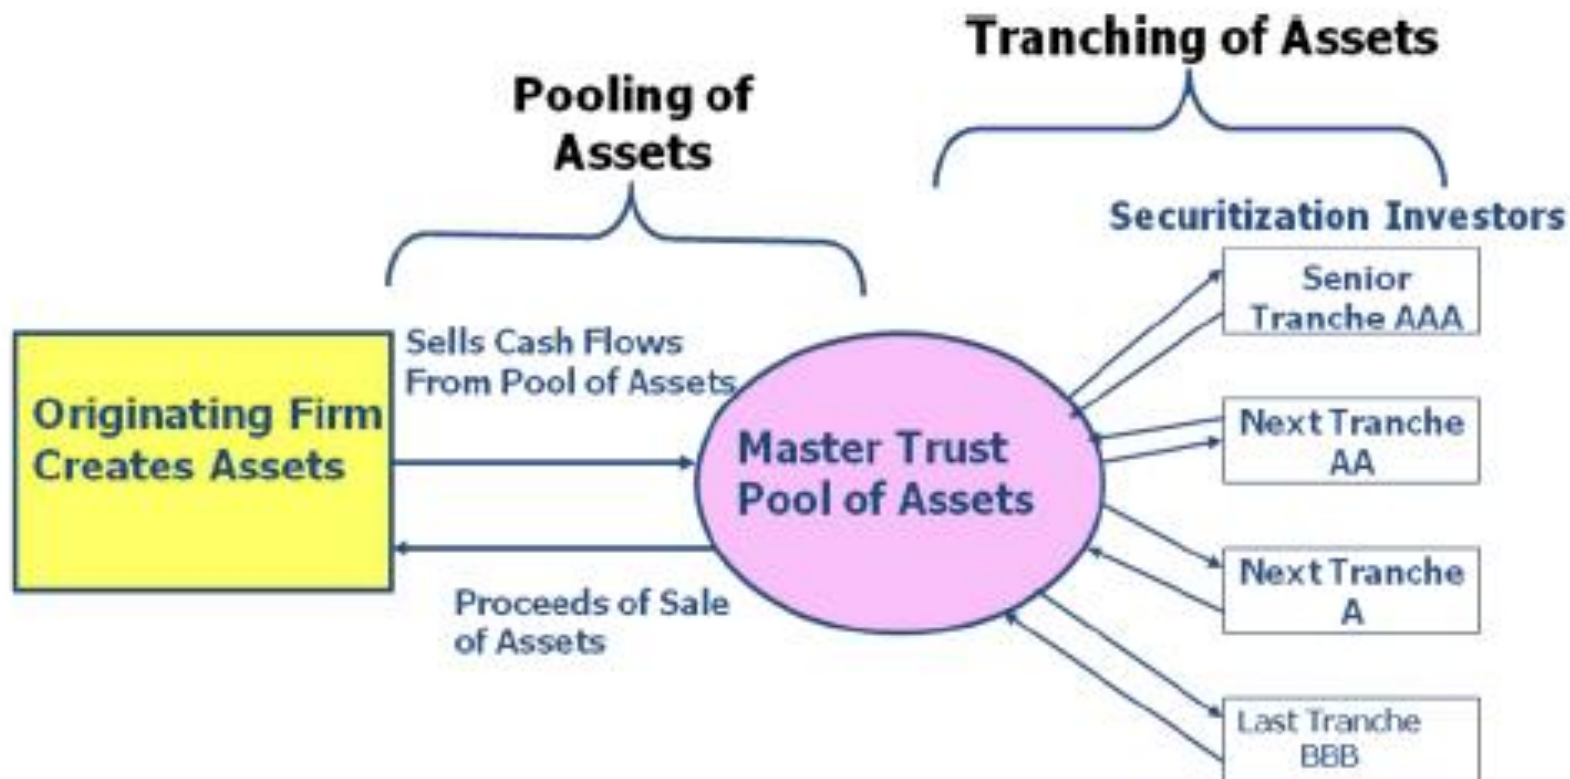 Tranching of Assets
Pooling of
Assets
Securitization Investors
Senior
Tranche AAA
Sells Cash Flows
From Pool of Assets
Originating Firm
Creates Assets
Master Trust
Pool of Assets
Next Tranche
AA
Next Tranche
A
Proceeds of Sale
of Assets
Last Tranche
BBB